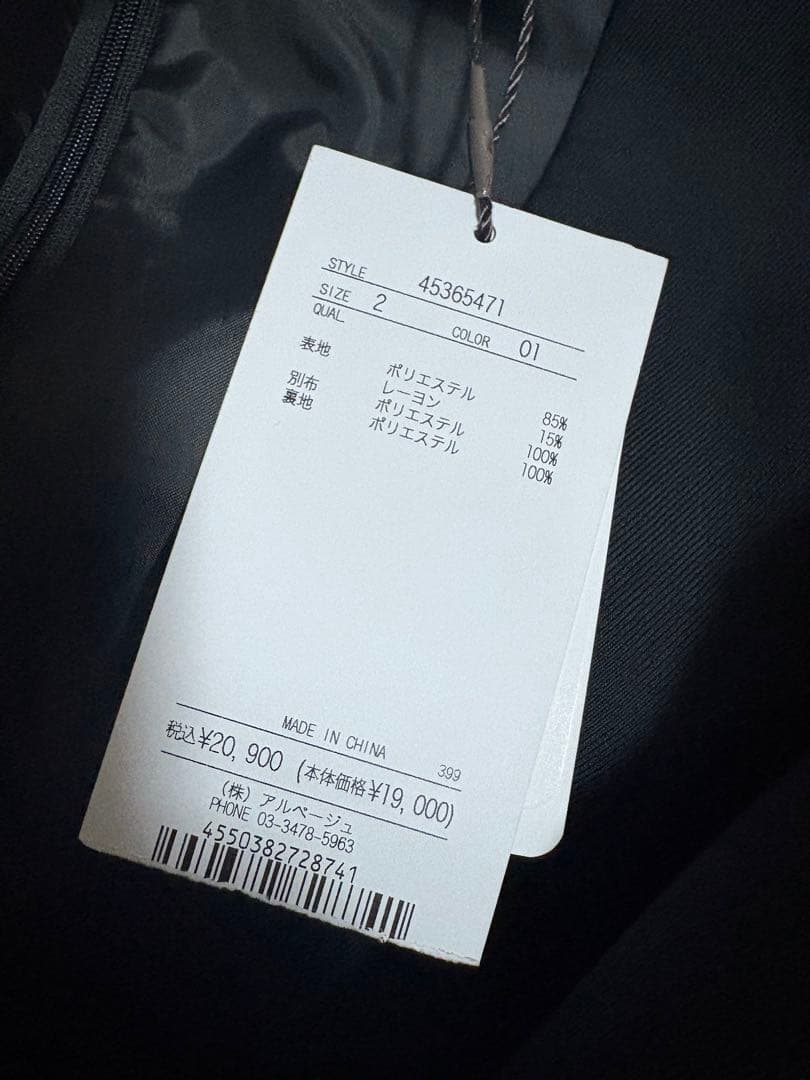 STYLE 45365471
SIZE 2 COLOR 01
QUAL
表地 ポリエステル 85%
レーヨン 15%
別布 ポリエステル 100%
裏地 ポリエステル 100%
MADE IN CHINA 399
税込¥20,900 (本体価格¥19,000)
(株) アルページュ
PHONE 03-3478-5963
4550382728741